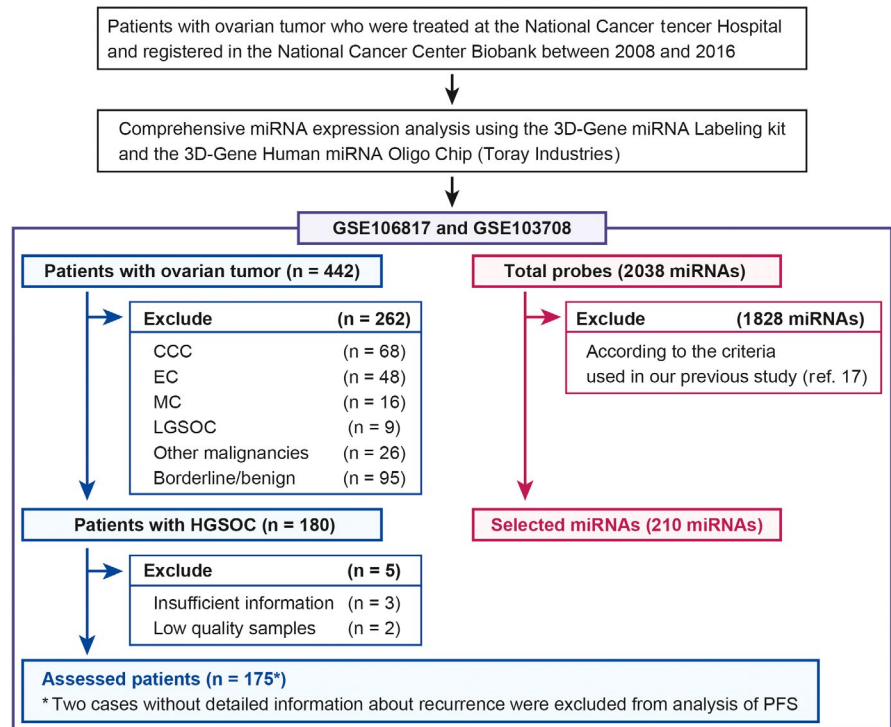 Patients with ovarian tumor who were treated at the National Cancer tencer Hospital
and registered in the National Cancer Center Biobank between 2008 and 2016
Comprehensive miRNA expression analysis using the 3D-Gene miRNA Labeling kit
and the 3D-Gene Human miRNA Oligo Chip (Toray Industries)
GSE106817 and GSE103708
Patients with ovarian tumor (n = 442)
Exclude (n = 262)
CCC (n = 68)
EC (n = 48)
MC (n = 16)
LGSOC (n = 9)
Other malignancies (n = 26)
Borderline/benign (n = 95)
Patients with HGSOC (n = 180)
Exclude (n = 5)
Insufficient information (n = 3)
Low quality samples (n = 2)
Total probes (2038 miRNAs)
Exclude (1828 miRNAs)
According to the criteria
used in our previous study (ref. 17)
Selected miRNAs (210 miRNAs)
Assessed patients (n = 175*)
* Two cases without detailed information about recurrence were excluded from analysis of PFS